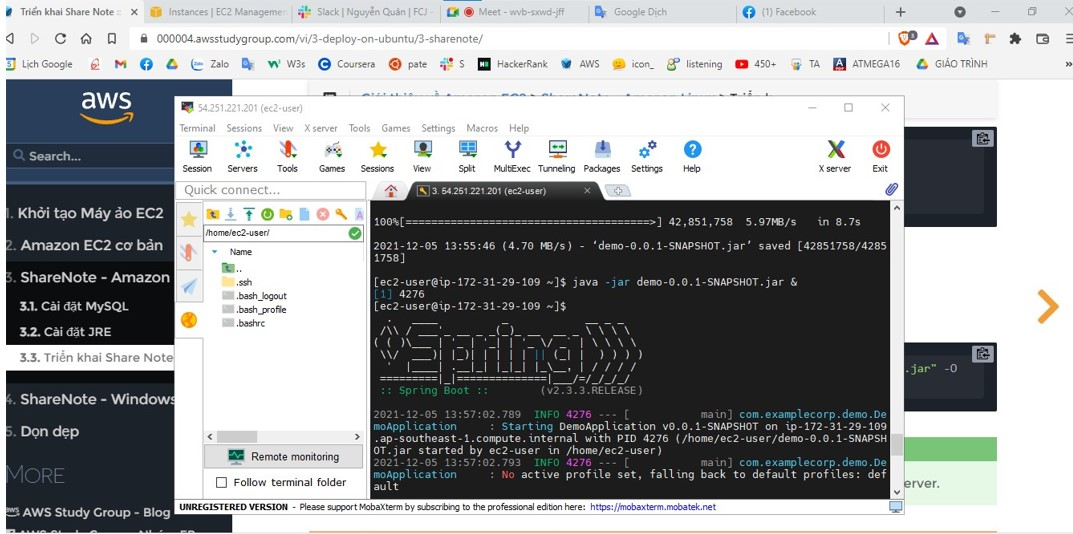 Triển khai Share Note ::
Instances | EC2 Manageme
Slack | Nguyễn Quân | FCJ -
Meet - wvb-sxwd-jff
Google Dịch
(1) Facebook
000004.awsstudygroup.com/vi/3-deploy-on-ubuntu/3-sharenote/
Lịch Google
Zalo
W3s
Coursera
pate
S
HackerRank
AWS
icon_
listening
450+
TA
ATMEGA16
GIÁO TRÌNH
aws
Search...
1. Khởi tạo Máy ảo EC2
2. Amazon EC2 cơ bản
3. ShareNote - Amazon
3.1. Cài đặt MySQL
3.2. Cài đặt JRE
3.3. Triển khai Share Note
4. ShareNote - Windows
5. Dọn dẹp
MORE
AWS Study Group - Blog
54.251.221.201 (ec2-user)
Terminal Sessions View X server Tools Games Settings Macros Help
Session Servers Tools Games Sessions View Split MultiExec Tunneling Packages Settings Help X server Exit
Quick connect...
3. 54.251.221.201 (ec2-user)
/home/ec2-user/
Name
..
.ssh
.bash_logout
.bash_profile
.bashrc
Remote monitoring
Follow terminal folder
100%[======================================>] 42,851,758 5.97MB/s in 8.7s
2021-12-05 13:55:46 (4.70 MB/s) - ‘demo-0.0.1-SNAPSHOT.jar’ saved [42851758/4285
1758]
[ec2-user@ip-172-31-29-109 ~]$ java -jar demo-0.0.1-SNAPSHOT.jar &
[1] 4276
[ec2-user@ip-172-31-29-109 ~]$
Spring
:: Spring Boot :: (v2.3.3.RELEASE)
2021-12-05 13:57:02.789 INFO 4276 --- [ main] com.examplecorp.demo.De
moApplication : Starting DemoApplication v0.0.1-SNAPSHOT on ip-172-31-29-109
.ap-southeast-1.compute.internal with PID 4276 (/home/ec2-user/demo-0.0.1-SNAPSH
OT.jar started by ec2-user in /home/ec2-user)
2021-12-05 13:57:02.793 INFO 4276 --- [ main] com.examplecorp.demo.De
moApplication : No active profile set, falling back to default profiles: def
ault
UNREGISTERED VERSION - Please support MobaXterm by subscribing to the professional edition here: https://mobaxterm.mobatek.net
.jar" -O
erver.